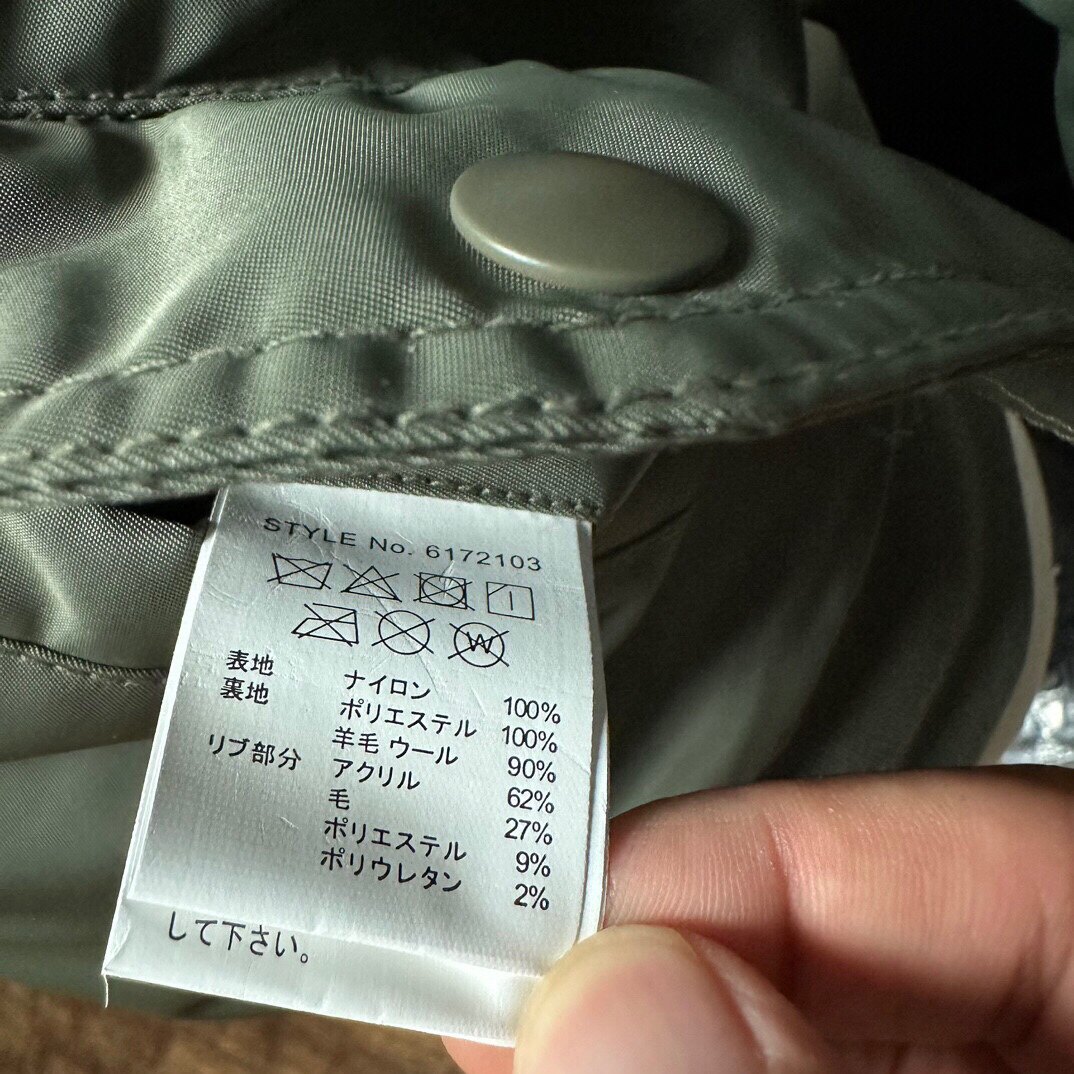 STYLE No. 6172103
W
表地 ナイロン 100%
裏地 ポリエステル 100%
羊毛 ウール 90%
リブ部分 アクリル 62%
毛 27%
ポリエステル 9%
ポリウレタン 2%
して下さい。